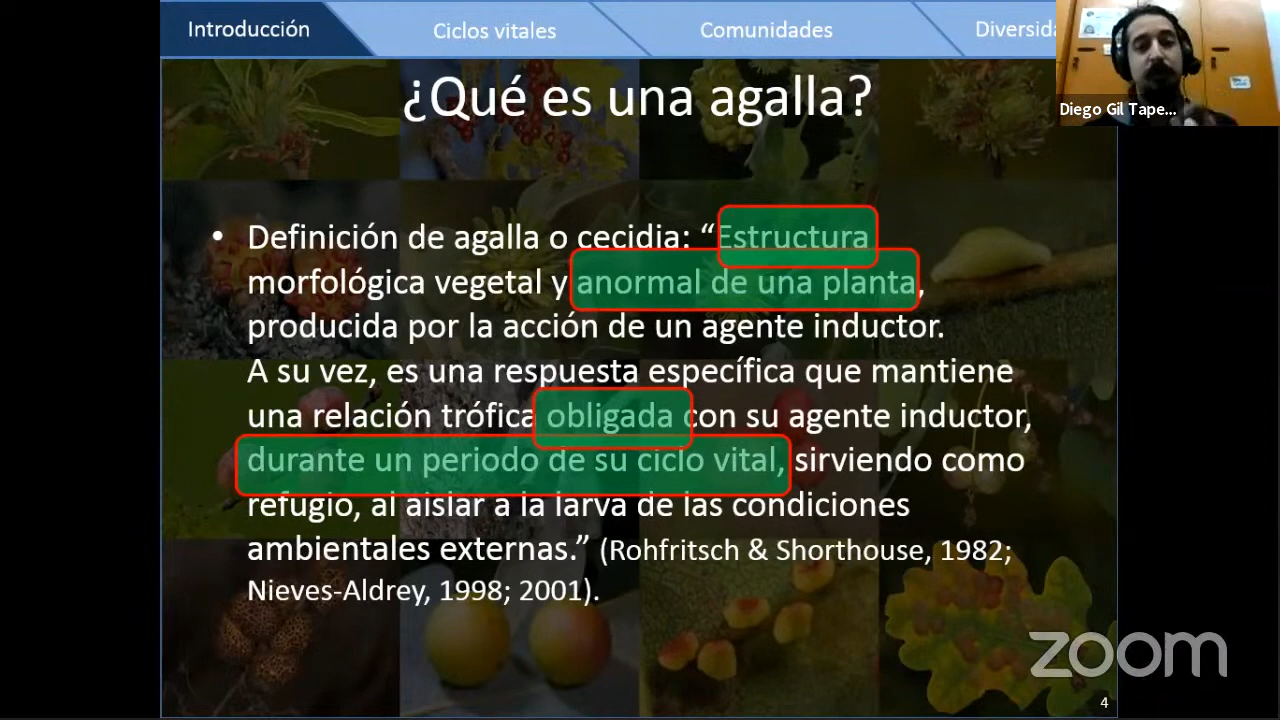 Introducción
Ciclos vitales
Comunidades
Diego Gil Tape...
¿Qué es una agalla?
• Definición de agalla o cecidia: “Estructura
morfológica vegetal y anormal de una planta,
producida por la acción de un agente inductor.
A su vez, es una respuesta específica que mantiene
una relación trófica obligada con su agente inductor,
durante un periodo de su ciclo vital, sirviendo como
refugio, al aislar a la larva de las condiciones
ambientales externas.” (Rohfritsch & Shorthouse, 1982;
Nieves-Aldrey, 1998; 2001).
zoom
4